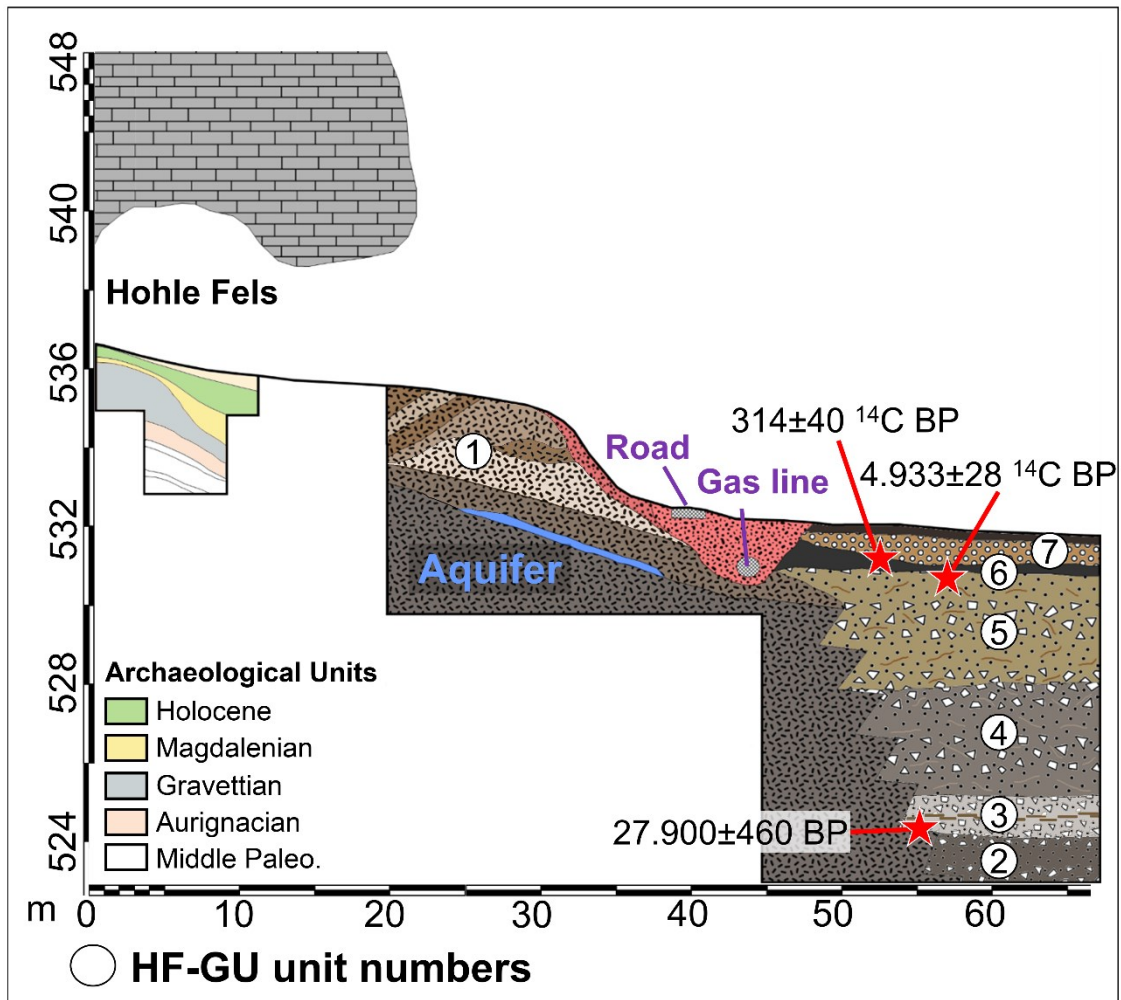 548
540
536
532
528
524
Hohle Fels
314±40 ¹⁴C BP
4.933±28 ¹⁴C BP
Road
Gas line
1
Aquifer
7
6
5
4
3
2
27.900±460 BP
Archaeological Units
Holocene
Magdalenian
Gravettian
Aurignacian
Middle Paleo.
m 0 10 20 30 40 50 60
HF-GU unit numbers